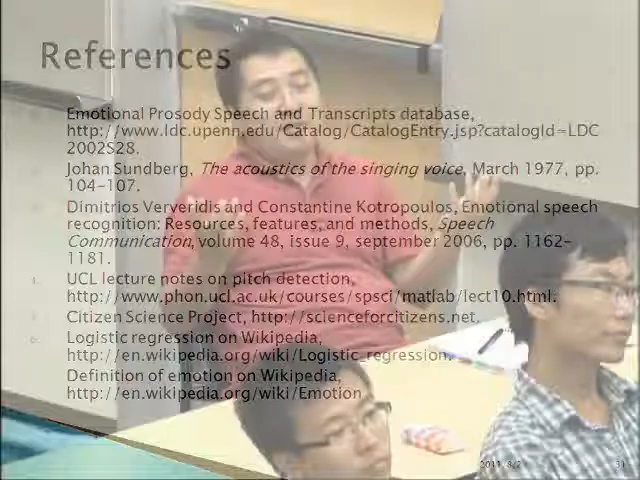 References
Emotional Prosody Speech and Transcripts database,
http://www.ldc.upenn.edu/Catalog/CatalogEntry.jsp?catalogId=LDC
2002S28.
Johan Sundberg, The acoustics of the singing voice, March 1977, pp.
104-107.
Dimitrios Ververidis and Constantine Kotropoulos, Emotional speech
recognition: Resources, features, and methods, Speech
Communication, volume 48, issue 9, september 2006, pp. 1162-
1181.
UCL lecture notes on pitch detection,
http://www.phon.ucl.ac.uk/courses/spsci/matlab/lect10.html.
Citizen Science Project, http://scienceforcitizens.net.
Logistic regression on Wikipedia,
http://en.wikipedia.org/wiki/Logistic_regression.
Definition of emotion on Wikipedia,
http://en.wikipedia.org/wiki/Emotion
31